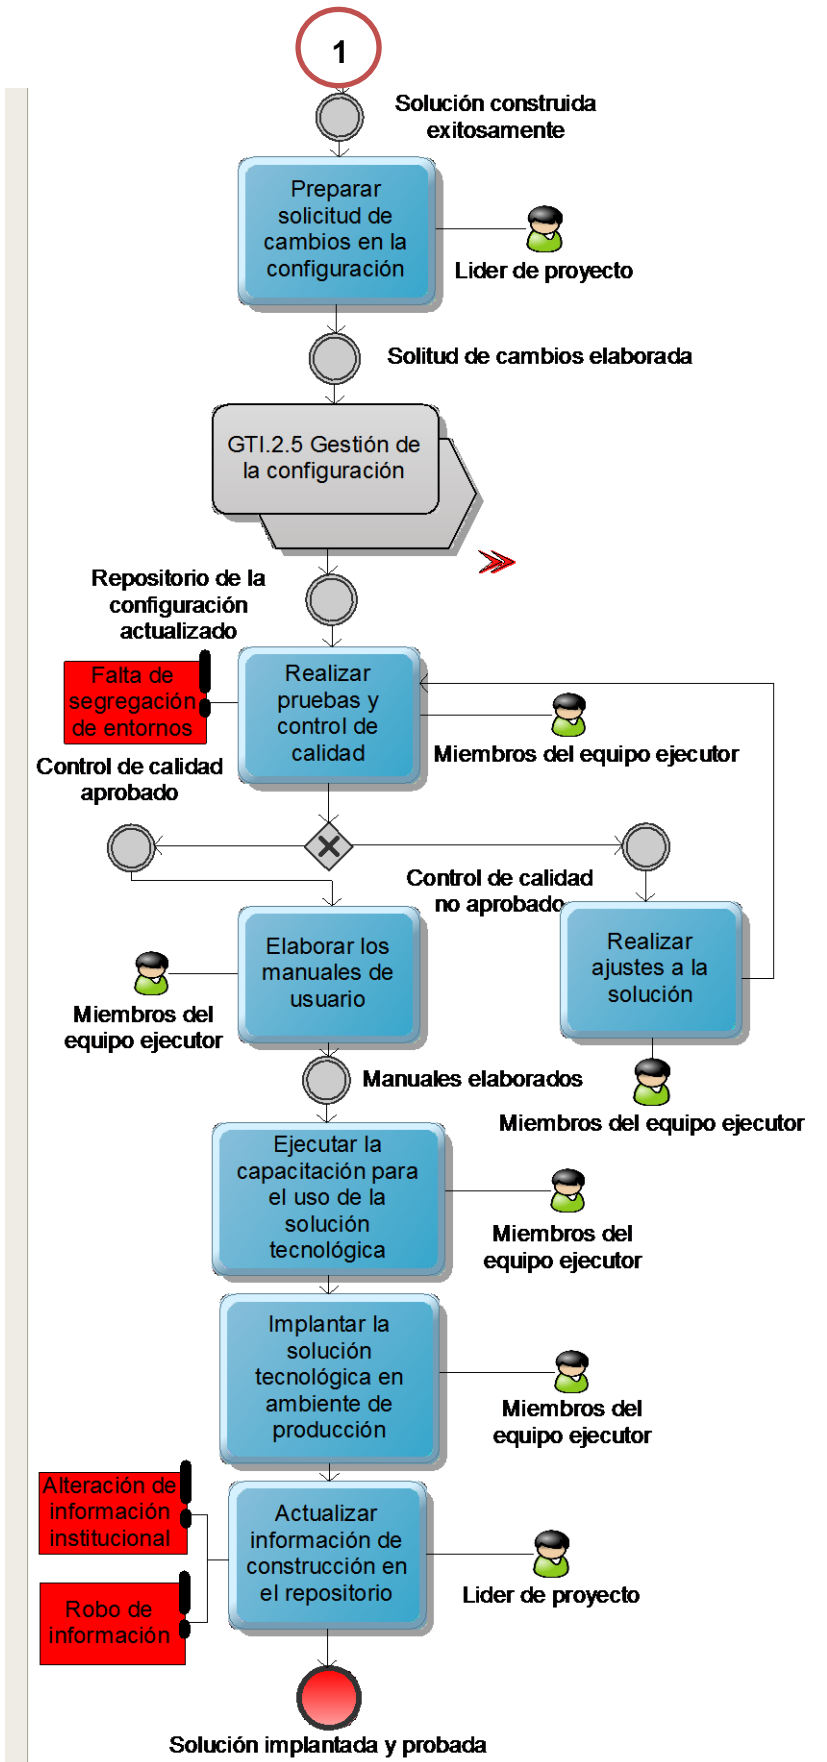 1
Solución construida
exitosamente
Preparar
solicitud de
cambios en la
configuración
Lider de proyecto
Solitud de cambios elaborada
GTI.2.5 Gestión de
la configuración
Repositorio de la
configuración
actualizado
Falta de
segregación
de entornos
Realizar
pruebas y
control de
calidad
Miembros del equipo ejecutor
Control de calidad
aprobado
Control de calidad
no aprobado
Elaborar los
manuales de
usuario
Realizar
ajustes a la
solución
Miembros del
equipo ejecutor
Manuales elaborados
Miembros del equipo ejecutor
Ejecutar la
capacitación para
el uso de la
solución
tecnológica
Miembros del
equipo ejecutor
Implantar la
solución
tecnológica en
ambiente de
producción
Miembros del
equipo ejecutor
Alteración de
información
institucional
Actualizar
información de
construcción en
el repositorio
Lider de proyecto
Robo de
información
Solución implantada y probada